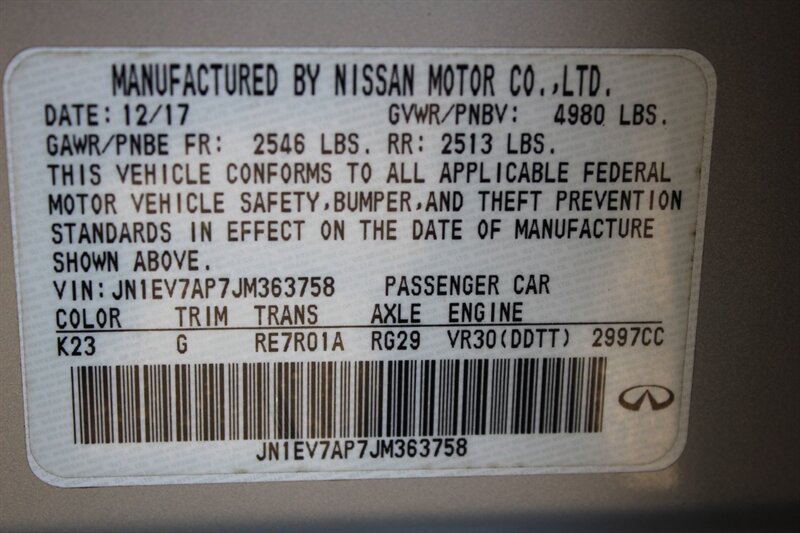 MANUFACTURED BY NISSAN MOTOR CO.,LTD.
DATE: 12/17 GVWR/PNBV: 4980 LBS.
GAWR/PNBE FR: 2546 LBS. RR: 2513 LBS.
THIS VEHICLE CONFORMS TO ALL APPLICABLE FEDERAL
MOTOR VEHICLE SAFETY,BUMPER,AND THEFT PREVENTION
STANDARDS IN EFFECT ON THE DATE OF MANUFACTURE
SHOWN ABOVE.
VIN: JN1EV7AP7JM363758 PASSENGER CAR
COLOR TRIM TRANS AXLE ENGINE
K23 G RE7R01A RG29 VR30(DDTT) 2997CC
JN1EV7AP7JM363758